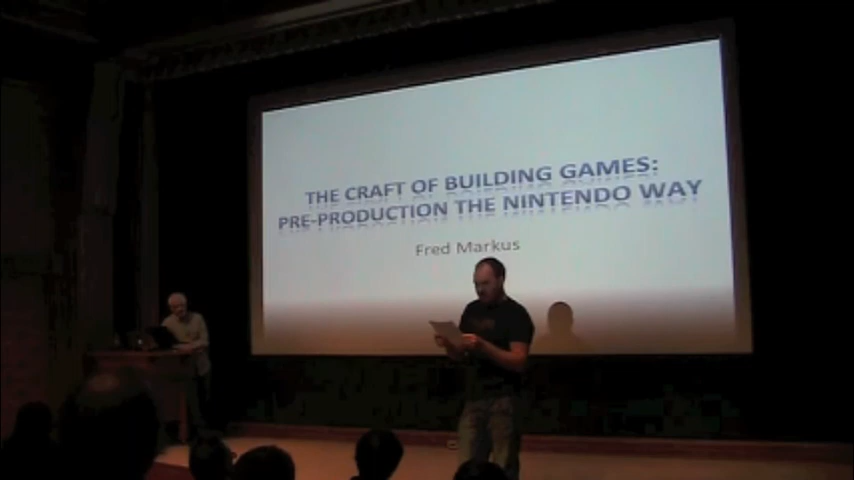 THE CRAFT OF BUILDING GAMES:
PRE-PRODUCTION THE NINTENDO WAY
Fred Markus